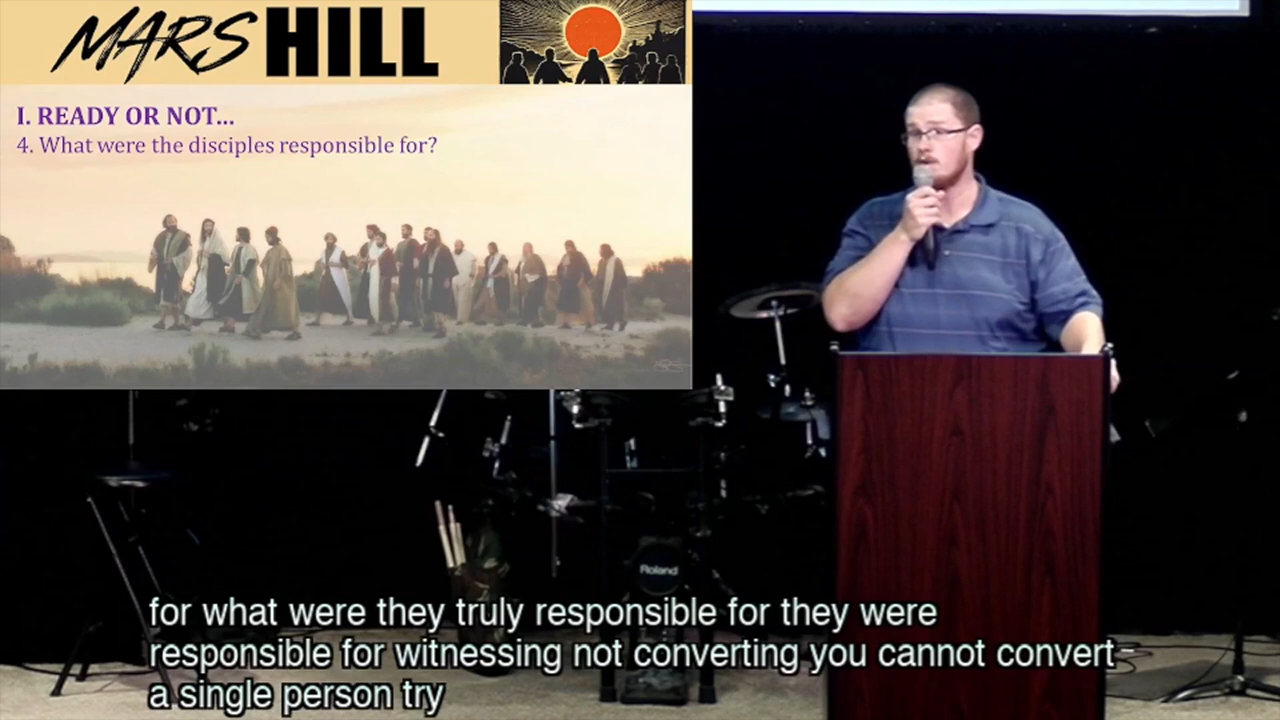 MARS HILL
I. READY OR NOT...
4. What were the disciples responsible for?
Roland
for what were they truly responsible for they were
responsible for witnessing not converting you cannot convert
a single person try